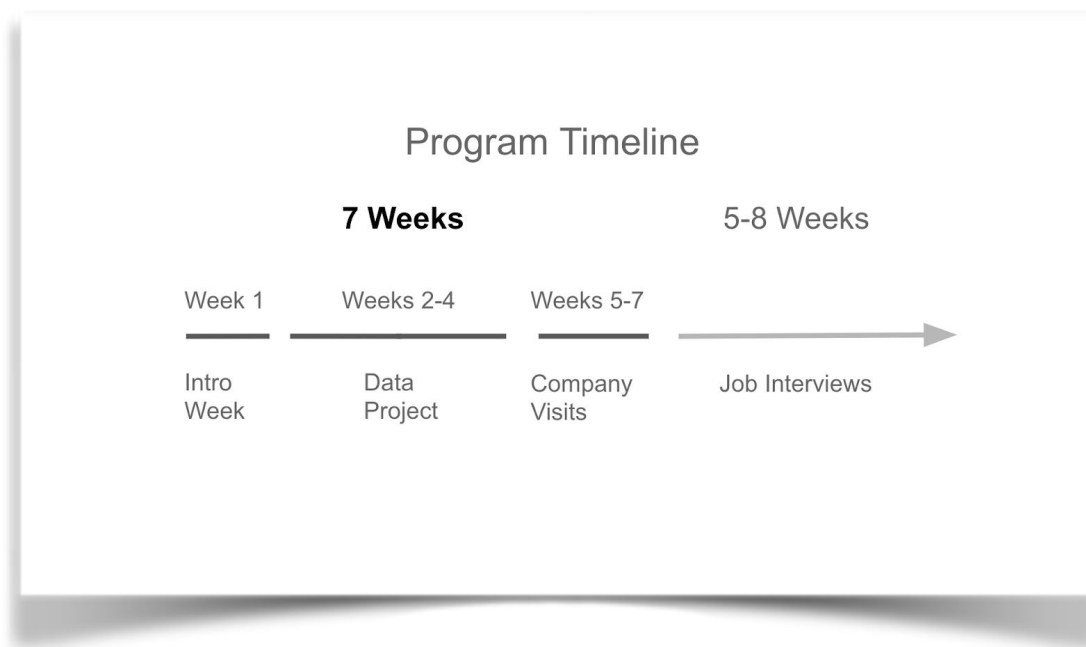 Program Timeline
7 Weeks
5-8 Weeks
Week 1
Weeks 2-4
Weeks 5-7
Intro
Week
Data
Project
Company
Visits
Job Interviews